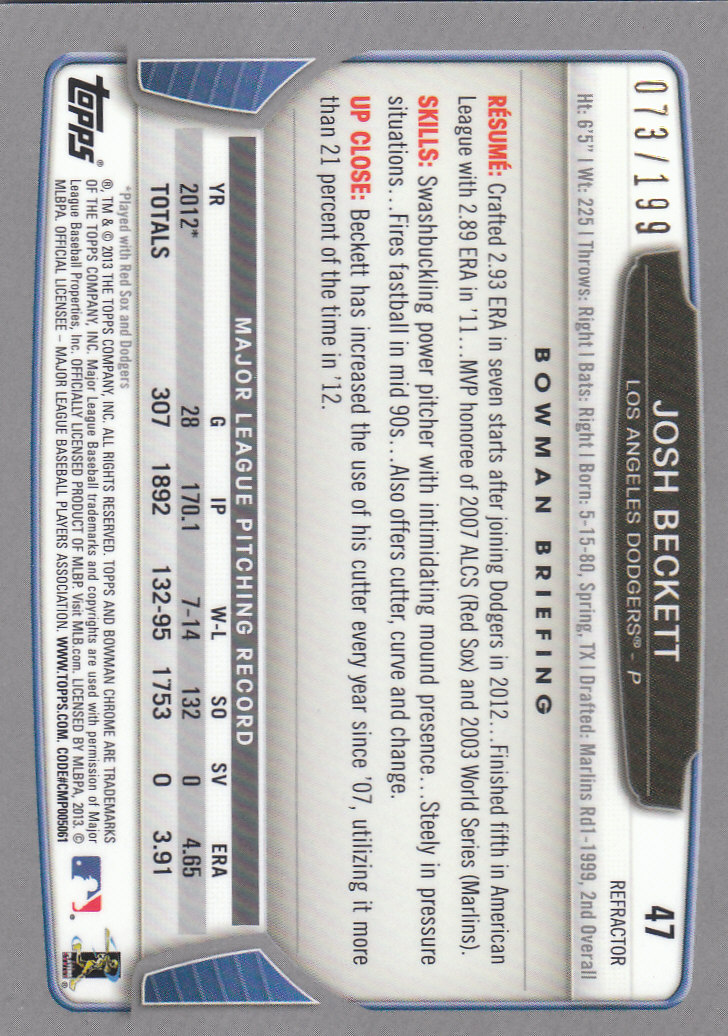 073/199
JOSH BECKETT
LOS ANGELES DODGERS® - P
47
REFRACTOR
Ht: 6'5" | Wt: 225 | Throws: Right | Bats: Right | Born: 5-15-80, Spring, TX | Drafted: Marlins Rd1-1999, 2nd Overall
BOWMAN BRIEFING
RÉSUMÉ: Crafted 2.93 ERA in seven starts after joining Dodgers in 2012...Finished fifth in American
League with 2.89 ERA in '11...MVP honoree of 2007 ALCS (Red Sox) and 2003 World Series (Marlins).
SKILLS: Swashbuckling power pitcher with intimidating mound presence...Steely in pressure
situations...Fires fastball in mid 90s...Also offers cutter, curve and change.
UP CLOSE: Beckett has increased the use of his cutter every year since '07, utilizing it more
than 21 percent of the time in '12.
MAJOR LEAGUE PITCHING RECORD
YR G IP W-L SO SV ERA
2012* 28 170.1 7-14 132 0 4.65
TOTALS 307 1892 132-95 1753 0 3.91
*Played with Red Sox and Dodgers
topps®
®, TM & © 2013 THE TOPPS COMPANY, INC. ALL RIGHTS RESERVED. TOPPS AND BOWMAN CHROME ARE TRADEMARKS
OF THE TOPPS COMPANY, INC. Major League Baseball trademarks and copyrights are used with permission of Major
League Baseball Properties, Inc. OFFICIALLY LICENSED PRODUCT OF MLBP. Visit MLB.com. LICENSED BY MLBPA, 2013. ©
MLBPA. OFFICIAL LICENSEE – MAJOR LEAGUE BASEBALL PLAYERS ASSOCIATION. WWW.TOPPS.COM. CODE#CMP005061